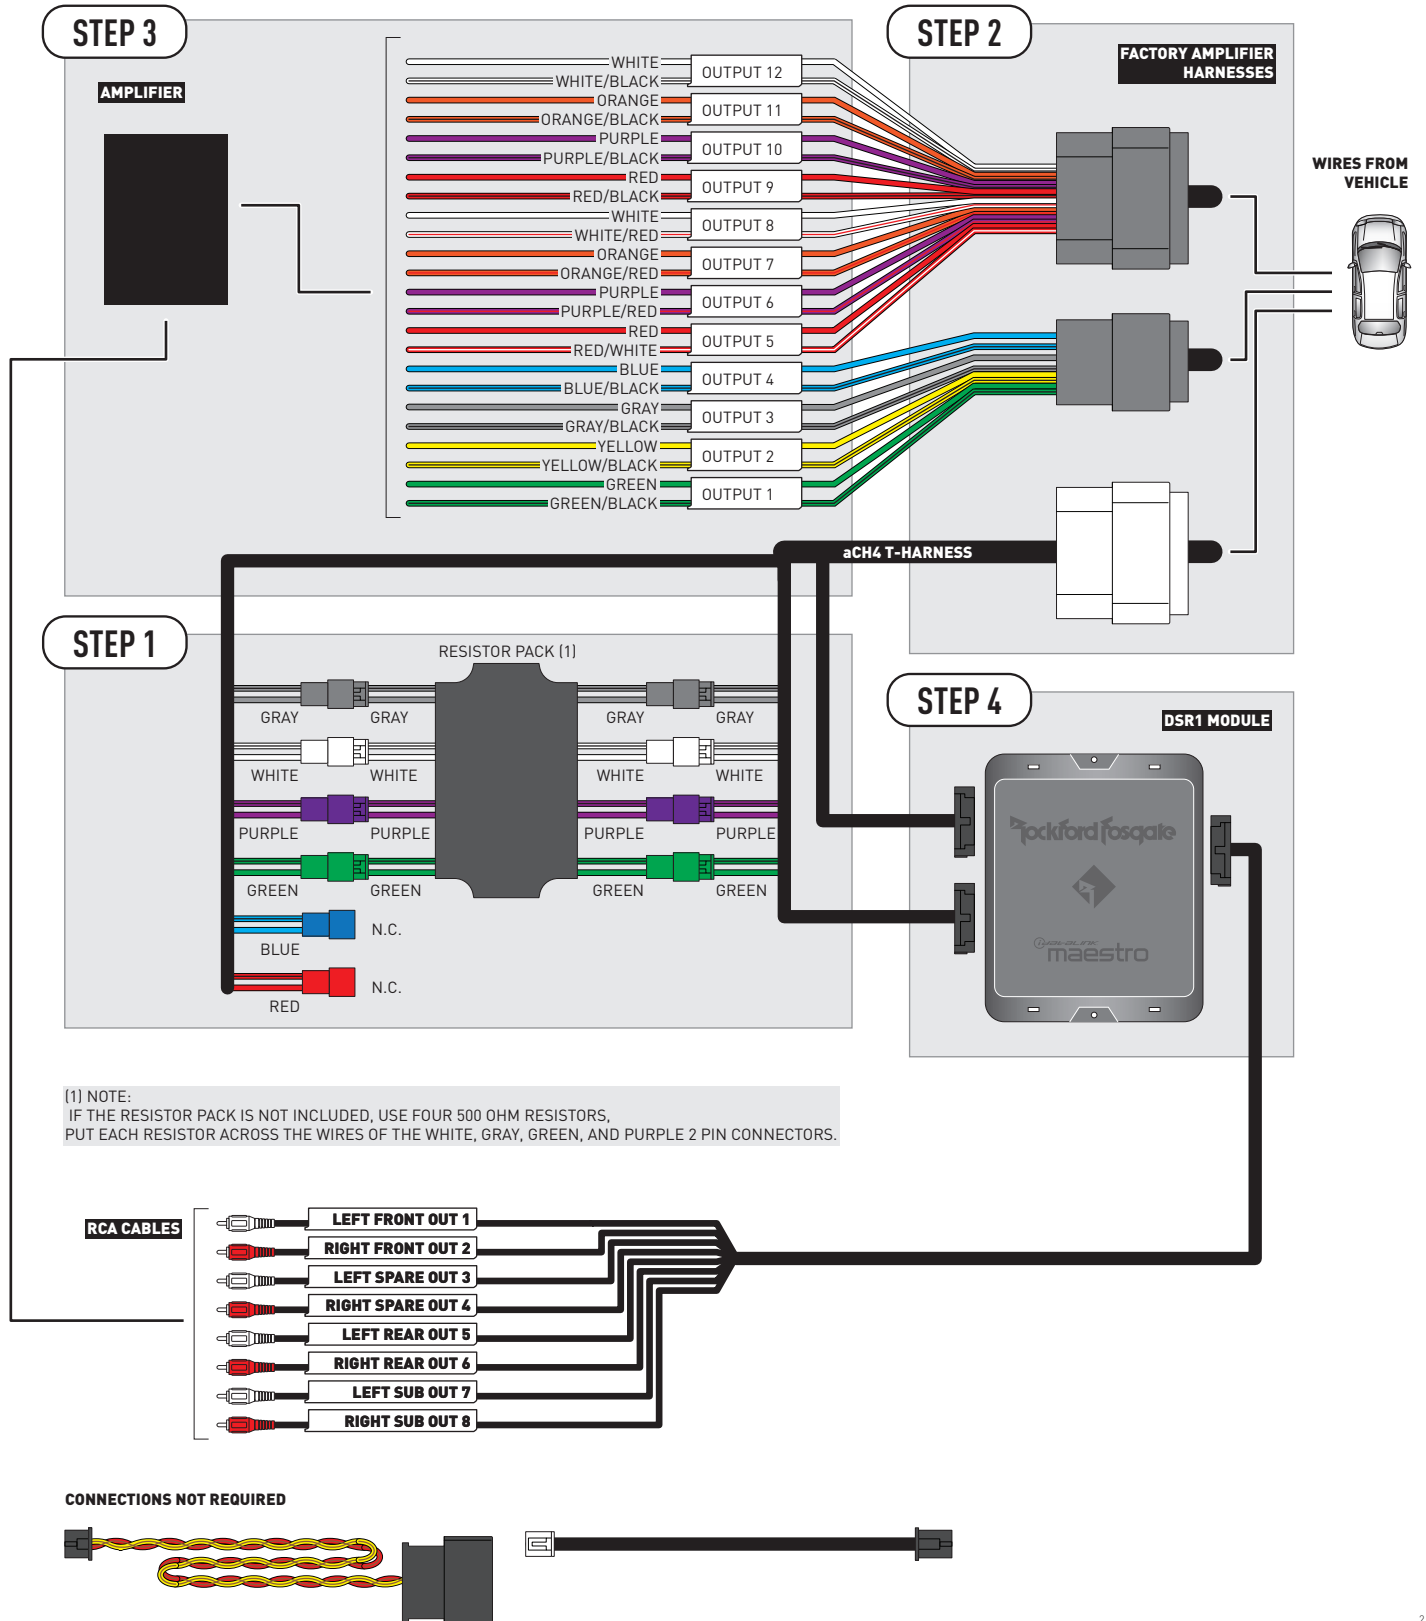 STEP 3
AMPLIFIER
WHITE
WHITE/BLACK
OUTPUT 12
ORANGE
ORANGE/BLACK
OUTPUT 11
PURPLE
PURPLE/BLACK
OUTPUT 10
RED
RED/BLACK
OUTPUT 9
WHITE
WHITE/RED
OUTPUT 8
ORANGE
ORANGE/RED
OUTPUT 7
PURPLE
PURPLE/RED
OUTPUT 6
RED
RED/WHITE
OUTPUT 5
BLUE
BLUE/BLACK
OUTPUT 4
GRAY
GRAY/BLACK
OUTPUT 3
YELLOW
YELLOW/BLACK
OUTPUT 2
GREEN
GREEN/BLACK
OUTPUT 1
STEP 2
FACTORY AMPLIFIER
HARNESSES
WIRES FROM
VEHICLE
aCH4 T-HARNESS
STEP 1
RESISTOR PACK (1)
GRAY GRAY GRAY GRAY
WHITE WHITE WHITE WHITE
PURPLE PURPLE PURPLE PURPLE
GREEN GREEN GREEN GREEN
N.C.
BLUE
N.C.
RED
STEP 4
DSR1 MODULE
Rockford Fosgate
iDATALINK
maestro
(1) NOTE:
IF THE RESISTOR PACK IS NOT INCLUDED, USE FOUR 500 OHM RESISTORS,
PUT EACH RESISTOR ACROSS THE WIRES OF THE WHITE, GRAY, GREEN, AND PURPLE 2 PIN CONNECTORS.
RCA CABLES
LEFT FRONT OUT 1
RIGHT FRONT OUT 2
LEFT SPARE OUT 3
RIGHT SPARE OUT 4
LEFT REAR OUT 5
RIGHT REAR OUT 6
LEFT SUB OUT 7
RIGHT SUB OUT 8
CONNECTIONS NOT REQUIRED
2